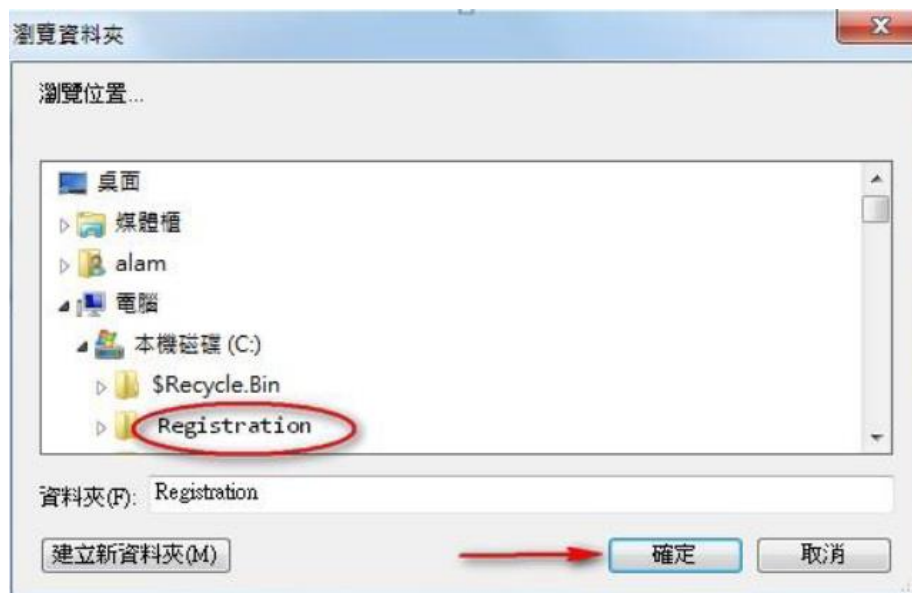 瀏覽資料夾
瀏覽位置...
桌面
媒體櫃
alam
電腦
本機磁碟 (C:)
$Recycle.Bin
Registration
資料夾(F): Registration
建立新資料夾(M) 確定 取消